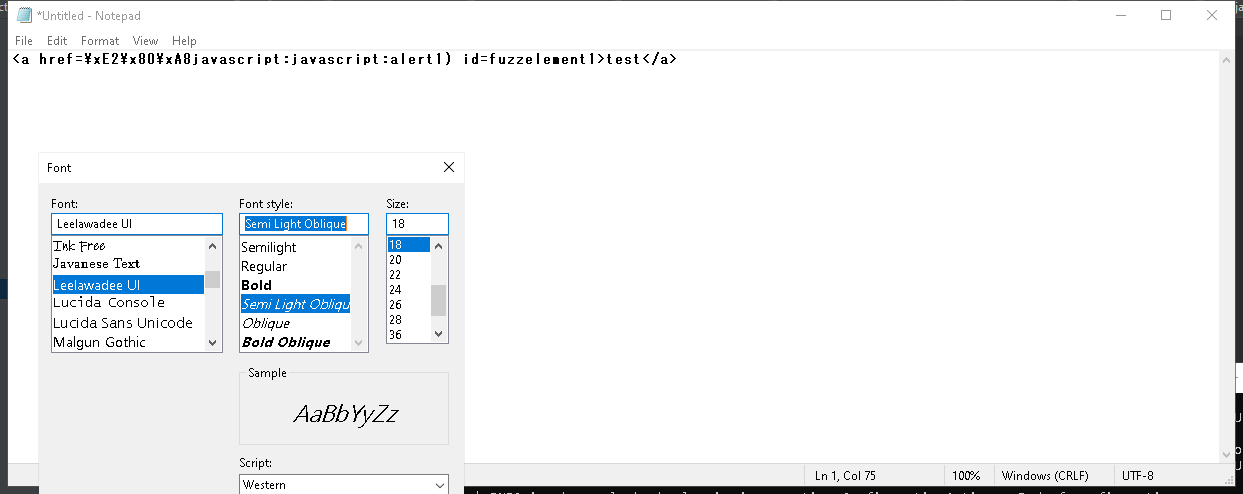 *Untitled - Notepad
File Edit Format View Help
<a href=¥xE2¥x80¥xA8javascript:javascript:alert1) id=fuzzelement1>test</a>
Font
Font: Font style: Size:
Leelawadee UI Semi Light Oblique 18
Ink Free Semilight 18
Javanese Text Regular 20
Leelawadee UI Bold 22
Lucida Console Semi Light Obliqu 24
Lucida Sans Unicode Oblique 26
Malgun Gothic Bold Oblique 28
36
Sample
AaBbYyZz
Script:
Western
Ln 1, Col 75 100% Windows (CRLF) UTF-8